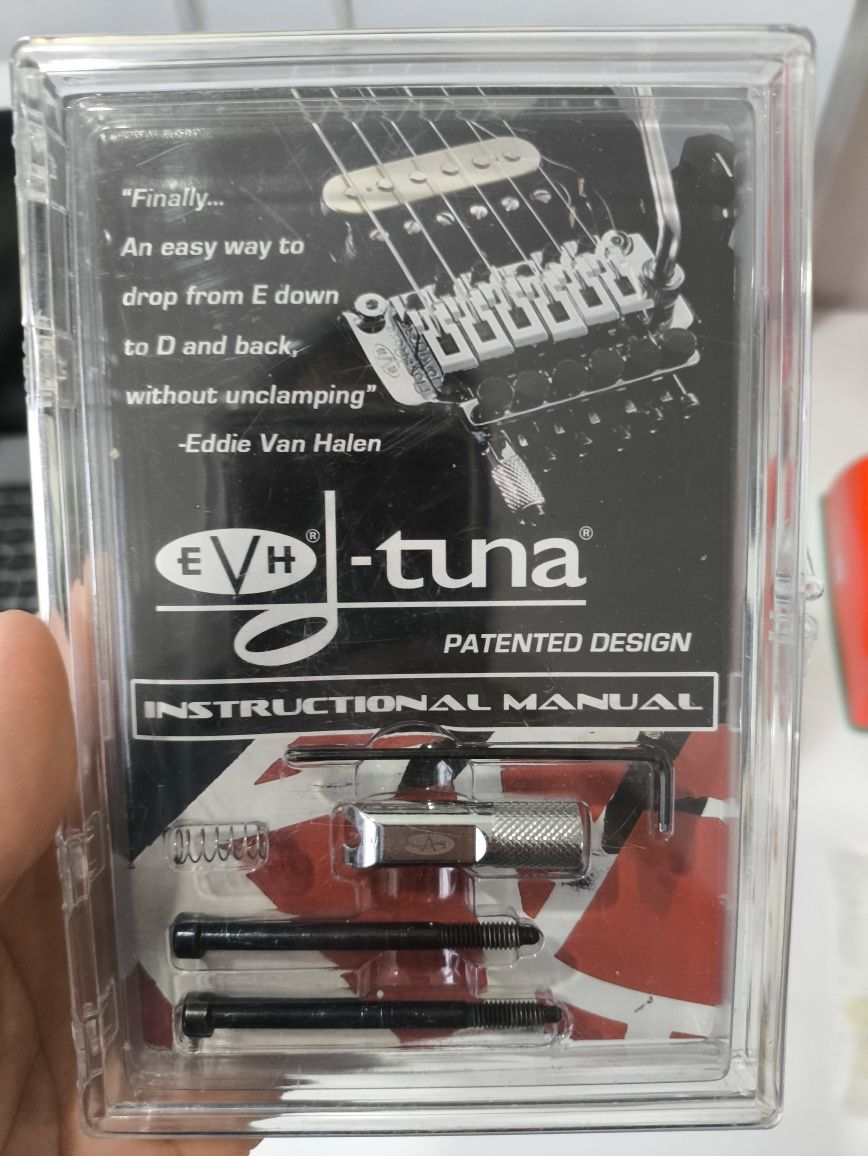 “Finally...
An easy way to
drop from E down
to D and back,
without unclamping”
-Eddie Van Halen
EVH® d-tuna®
PATENTED DESIGN
INSTRUCTIONAL MANUAL